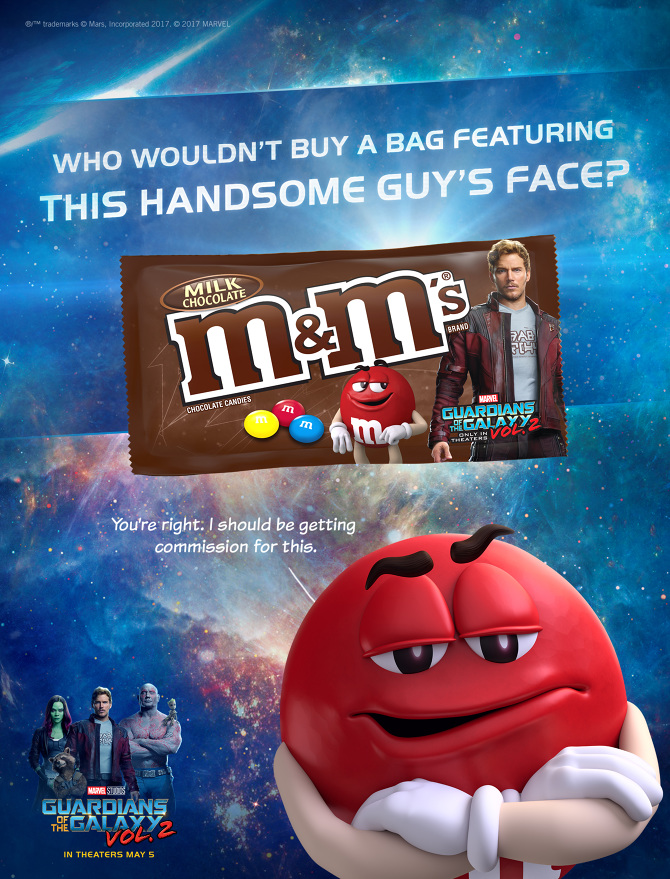 ®/™ trademarks © Mars, Incorporated 2017. © 2017 MARVEL
WHO WOULDN'T BUY A BAG FEATURING
THIS HANDSOME GUY'S FACE?
MILK
CHOCOLATE
m&m's®
BRAND
CHOCOLATE CANDIES
m
m
m
m
MARVEL
GUARDIANS
OF THE GALAXY
VOL. 2
ONLY IN
THEATERS
You're right. I should be getting
commission for this.
MARVEL STUDIOS
GUARDIANS
OF THE GALAXY
VOL. 2
IN THEATERS MAY 5